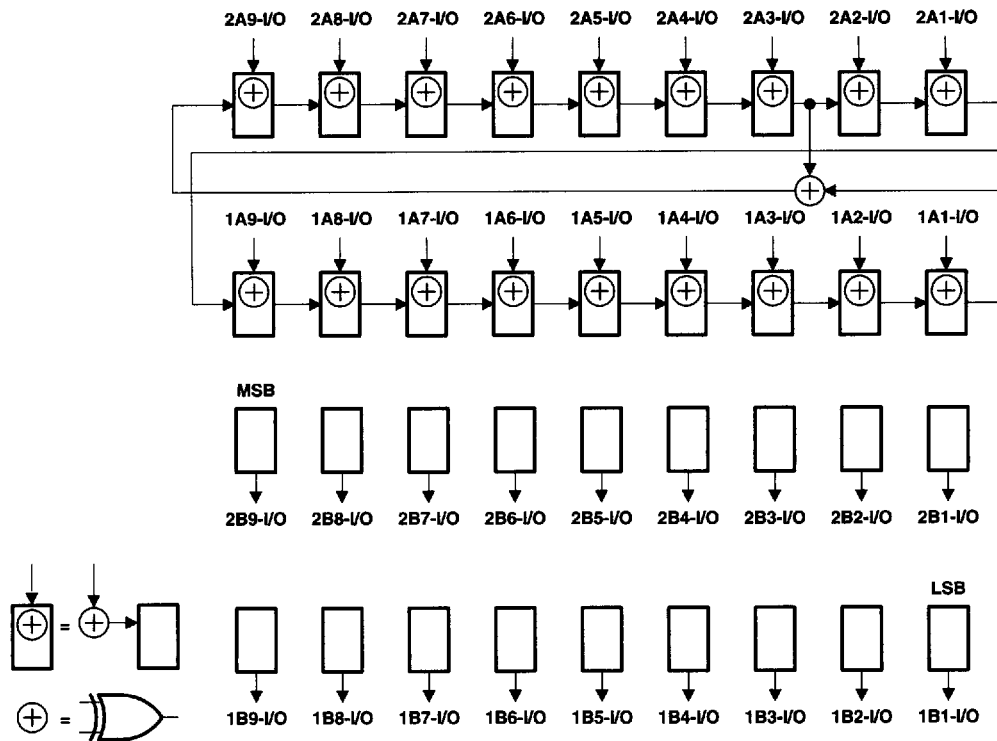 2A9-I/O 2A8-I/O 2A7-I/O 2A6-I/O 2A5-I/O 2A4-I/O 2A3-I/O 2A2-I/O 2A1-I/O
1A9-I/O 1A8-I/O 1A7-I/O 1A6-I/O 1A5-I/O 1A4-I/O 1A3-I/O 1A2-I/O 1A1-I/O
MSB
2B9-I/O 2B8-I/O 2B7-I/O 2B6-I/O 2B5-I/O 2B4-I/O 2B3-I/O 2B2-I/O 2B1-I/O
LSB
=
=
1B9-I/O 1B8-I/O 1B7-I/O 1B6-I/O 1B5-I/O 1B4-I/O 1B3-I/O 1B2-I/O 1B1-I/O